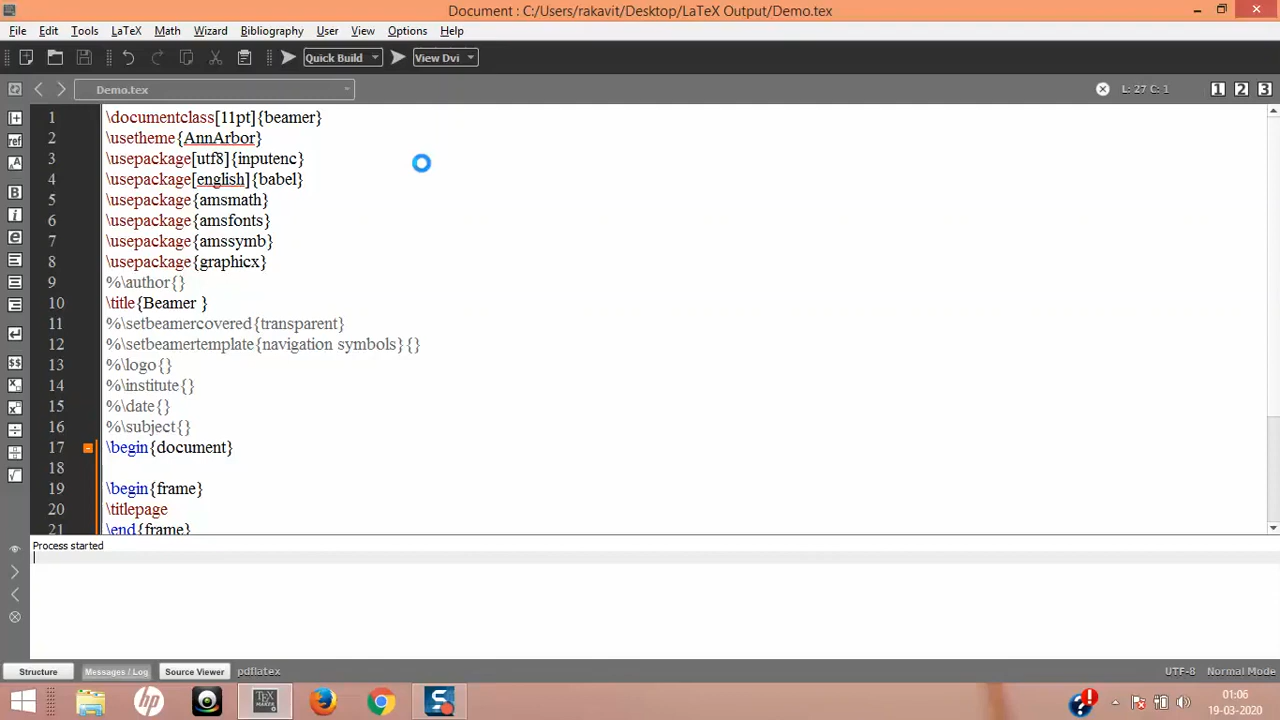 Document : C:/Users/rakavit/Desktop/LaTeX Output/Demo.tex
File Edit Tools LaTeX Math Wizard Bibliography User View Options Help
Quick Build View Dvi
Demo.tex L: 27 C: 1 1 2 3
1 \documentclass[11pt]{beamer}
2 \usetheme{AnnArbor}
3 \usepackage[utf8]{inputenc}
4 \usepackage[english]{babel}
5 \usepackage{amsmath}
6 \usepackage{amsfonts}
7 \usepackage{amssymb}
8 \usepackage{graphicx}
9 %\author{}
10 \title{Beamer }
11 %\setbeamercovered{transparent}
12 %\setbeamertemplate{navigation symbols}{}
13 %\logo{}
14 %\institute{}
15 %\date{}
16 %\subject{}
17 \begin{document}
18
19 \begin{frame}
20 \titlepage
21 \end{frame}
Process started
Structure Messages / Log Source Viewer pdflatex UTF-8 Normal Mode
01:06
19-03-2020